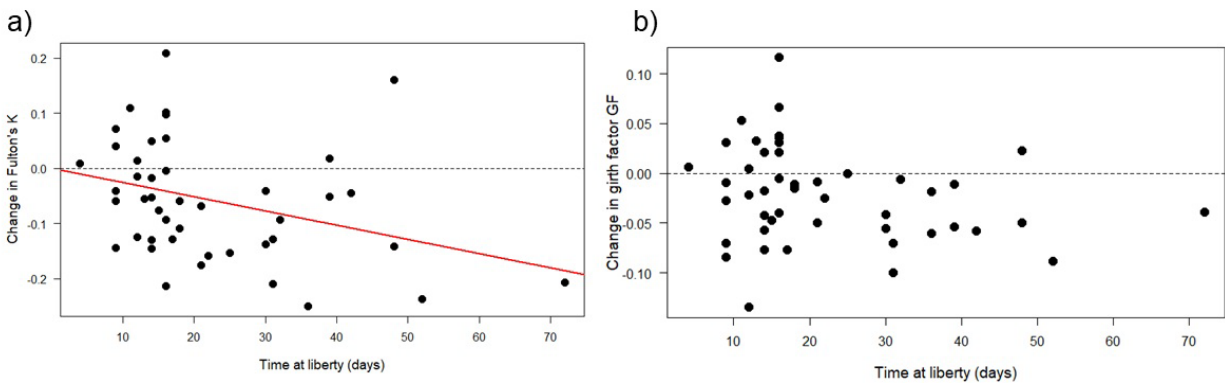 a)
Change in Fulton's K
0.2
0.1
0.0
-0.1
-0.2
10 20 30 40 50 60 70
Time at liberty (days)
b)
Change in girth factor GF
0.10
0.05
0.00
-0.05
-0.10
10 20 30 40 50 60 70
Time at liberty (days)